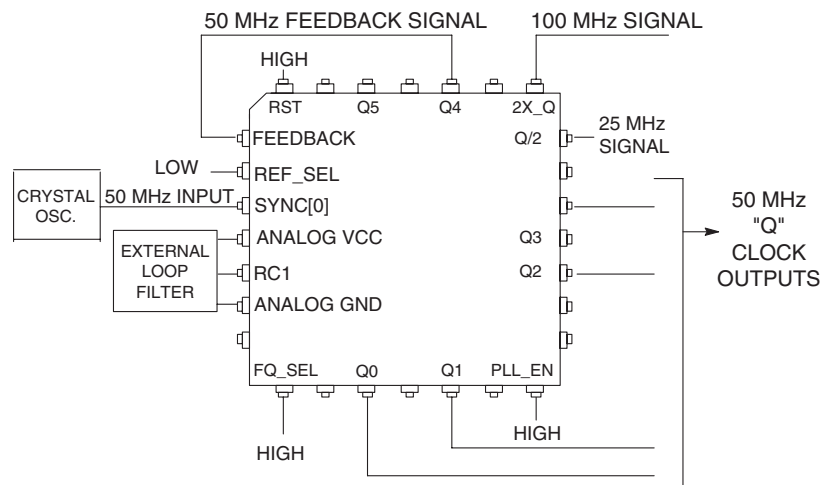 50 MHz FEEDBACK SIGNAL
100 MHz SIGNAL
HIGH
RST Q5 Q4 2X_Q
FEEDBACK
Q/2
25 MHz
SIGNAL
LOW
REF_SEL
CRYSTAL
OSC.
50 MHz INPUT
SYNC[0]
50 MHz
"Q"
CLOCK
OUTPUTS
ANALOG VCC
Q3
EXTERNAL
LOOP
FILTER
RC1
Q2
ANALOG GND
FQ_SEL Q0 Q1 PLL_EN
HIGH
HIGH